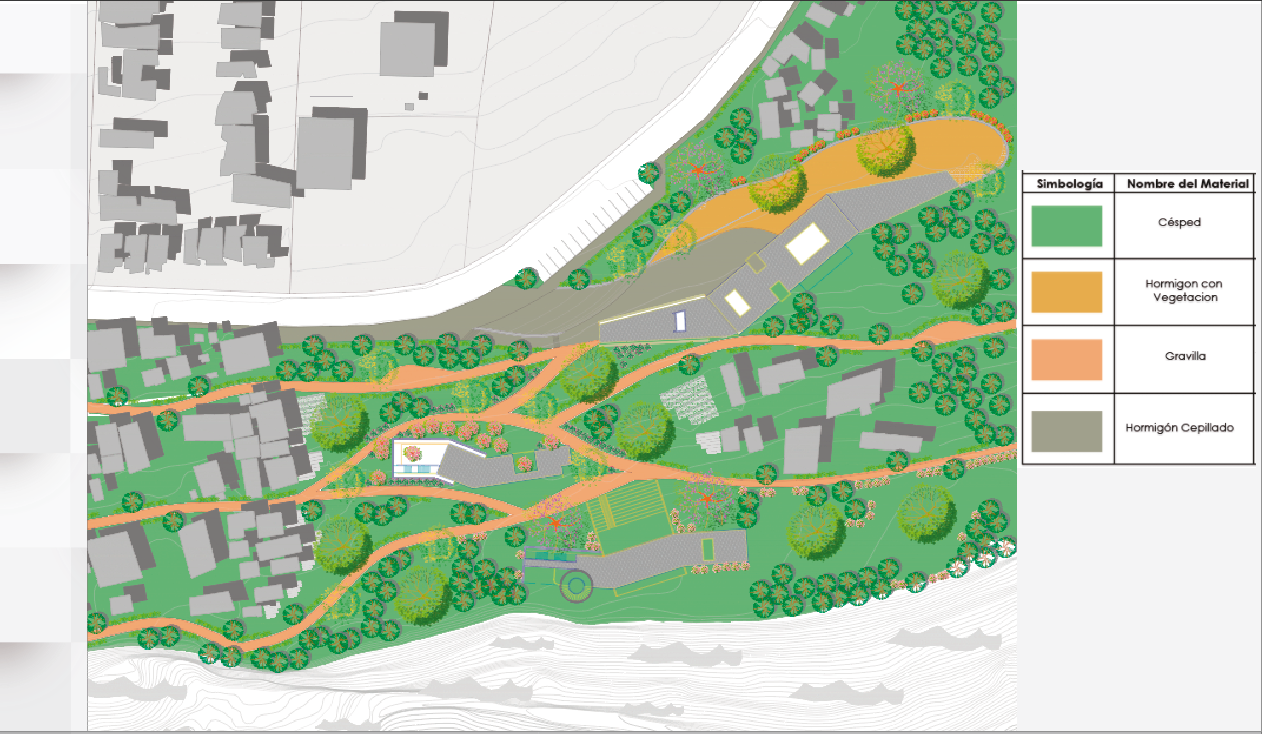 Simbología Nombre del Material
Césped
Hormigon con
Vegetacion
Gravilla
Hormigón Cepillado